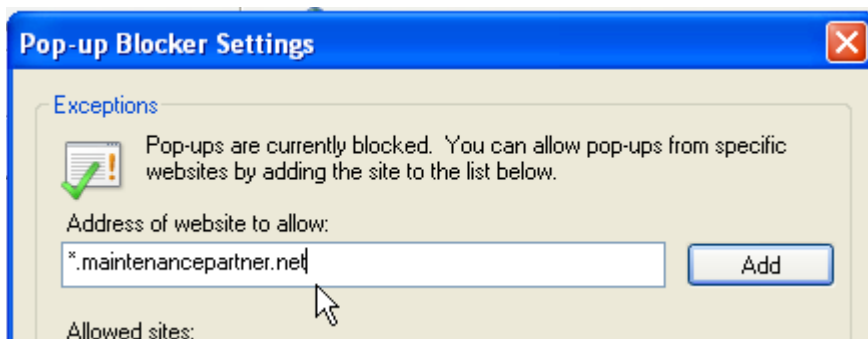 Pop-up Blocker Settings
Exceptions
Pop-ups are currently blocked. You can allow pop-ups from specific
websites by adding the site to the list below.
Address of website to allow:
*.maintenancepartner.net
Add
Allowed sites: